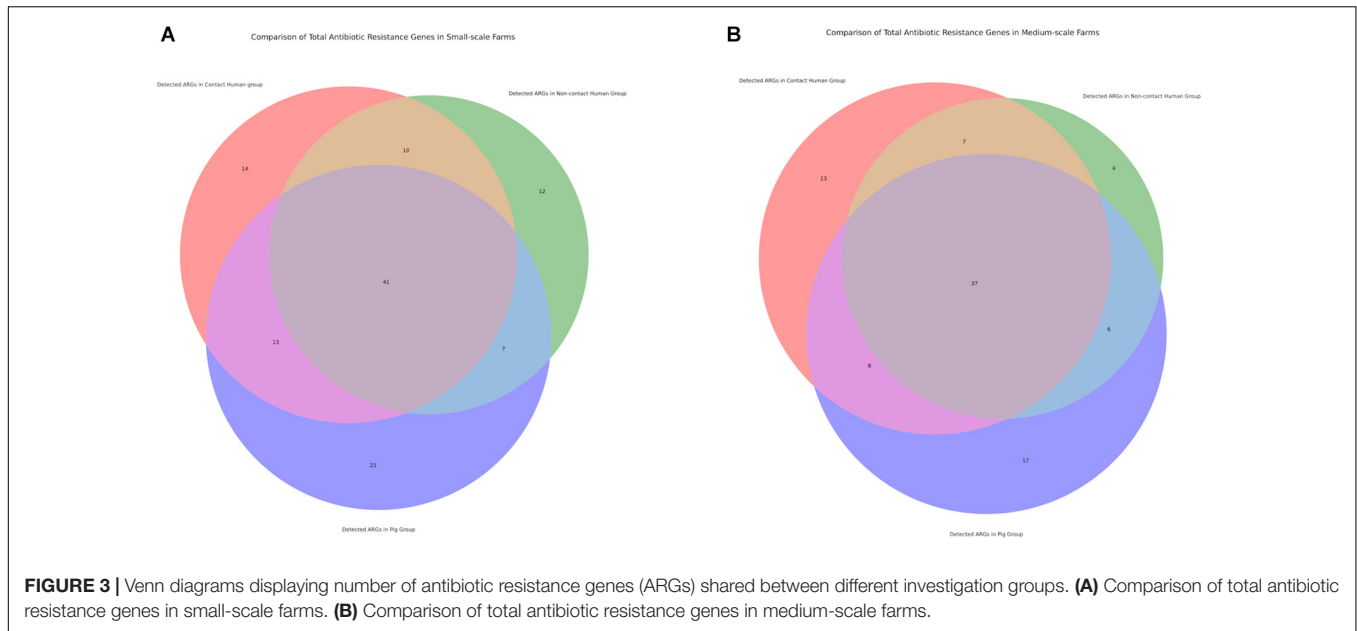 A
Comparison of Total Antibiotic Resistance Genes in Small-scale Farms
Detected ARGs in Contact Human group
Detected ARGs in Non-contact Human Group
10
14
12
41
13
7
21
Detected ARGs in Pig Group
B
Comparison of Total Antibiotic Resistance Genes in Medium-scale Farms
Detected ARGs in Contact Human Group
Detected ARGs in Non-contact Human Group
7
4
13
37
6
8
17
Detected ARGs in Pig Group
FIGURE 3 | Venn diagrams displaying number of antibiotic resistance genes (ARGs) shared between different investigation groups. (A) Comparison of total antibiotic
resistance genes in small-scale farms. (B) Comparison of total antibiotic resistance genes in medium-scale farms.